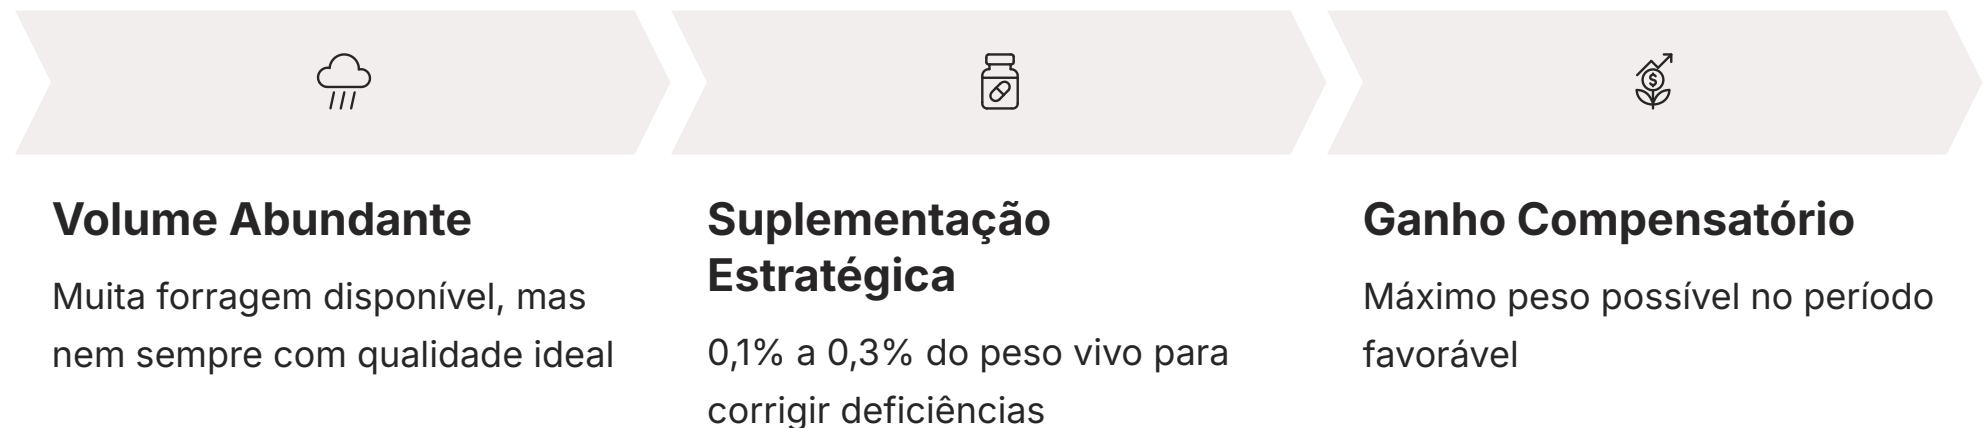 Volume Abundante
Muita forragem disponível, mas
nem sempre com qualidade ideal
Suplementação
Estratégica
0,1% a 0,3% do peso vivo para
corrigir deficiências
Ganho Compensatório
Máximo peso possível no período
favorável